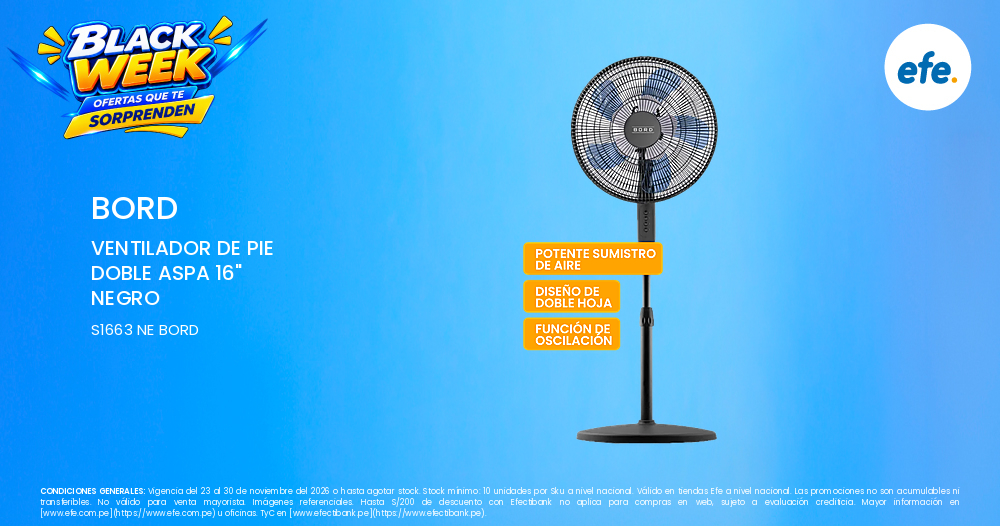 BLACK
WEEK
OFERTAS QUE TE
SORPRENDEN
efe.
BORD
BORD
VENTILADOR DE PIE
DOBLE ASPA 16"
NEGRO
S1663 NE BORD
POTENTE SUMISTRO
DE AIRE
DISEÑO DE
DOBLE HOJA
FUNCIÓN DE
OSCILACIÓN
CONDICIONES GENERALES: Vigencia del 23 al 30 de noviembre del 2026 o hasta agotar stock. Stock mínimo: 10 unidades por Sku a nivel nacional. Válido en tiendas Efe a nivel nacional. Las promociones no son acumulables ni
transferibles. No válido para venta mayorista. Imágenes referenciales. Hasta S/200 de descuento con Efectibank no aplica para compras en web, sujeto a evaluación crediticia. Mayor información en
[www.efe.com.pe](https://www.efe.com.pe) u oficinas. TyC en [www.efectibank.pe](https://www.efectibank.pe).